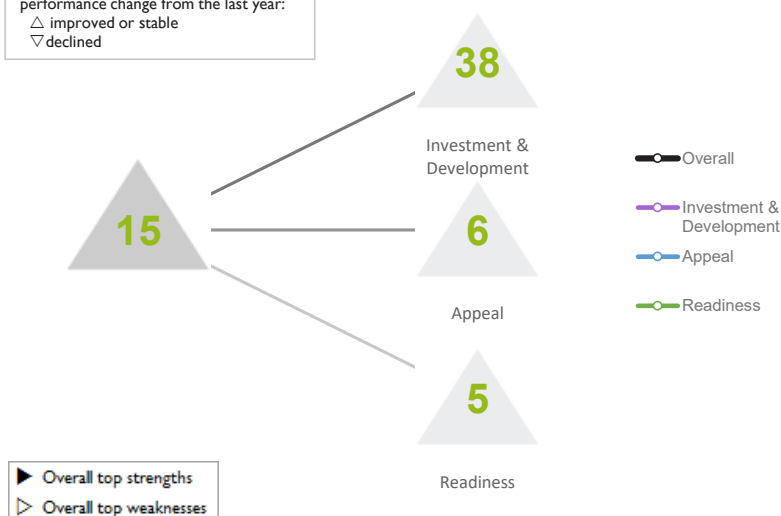 performance change from the last year:
△ improved or stable
▽ declined
38
Investment &
Development
15
6
Appeal
5
Readiness
Overall
Investment &
Development
Appeal
Readiness
▶ Overall top strengths
▷ Overall top weaknesses